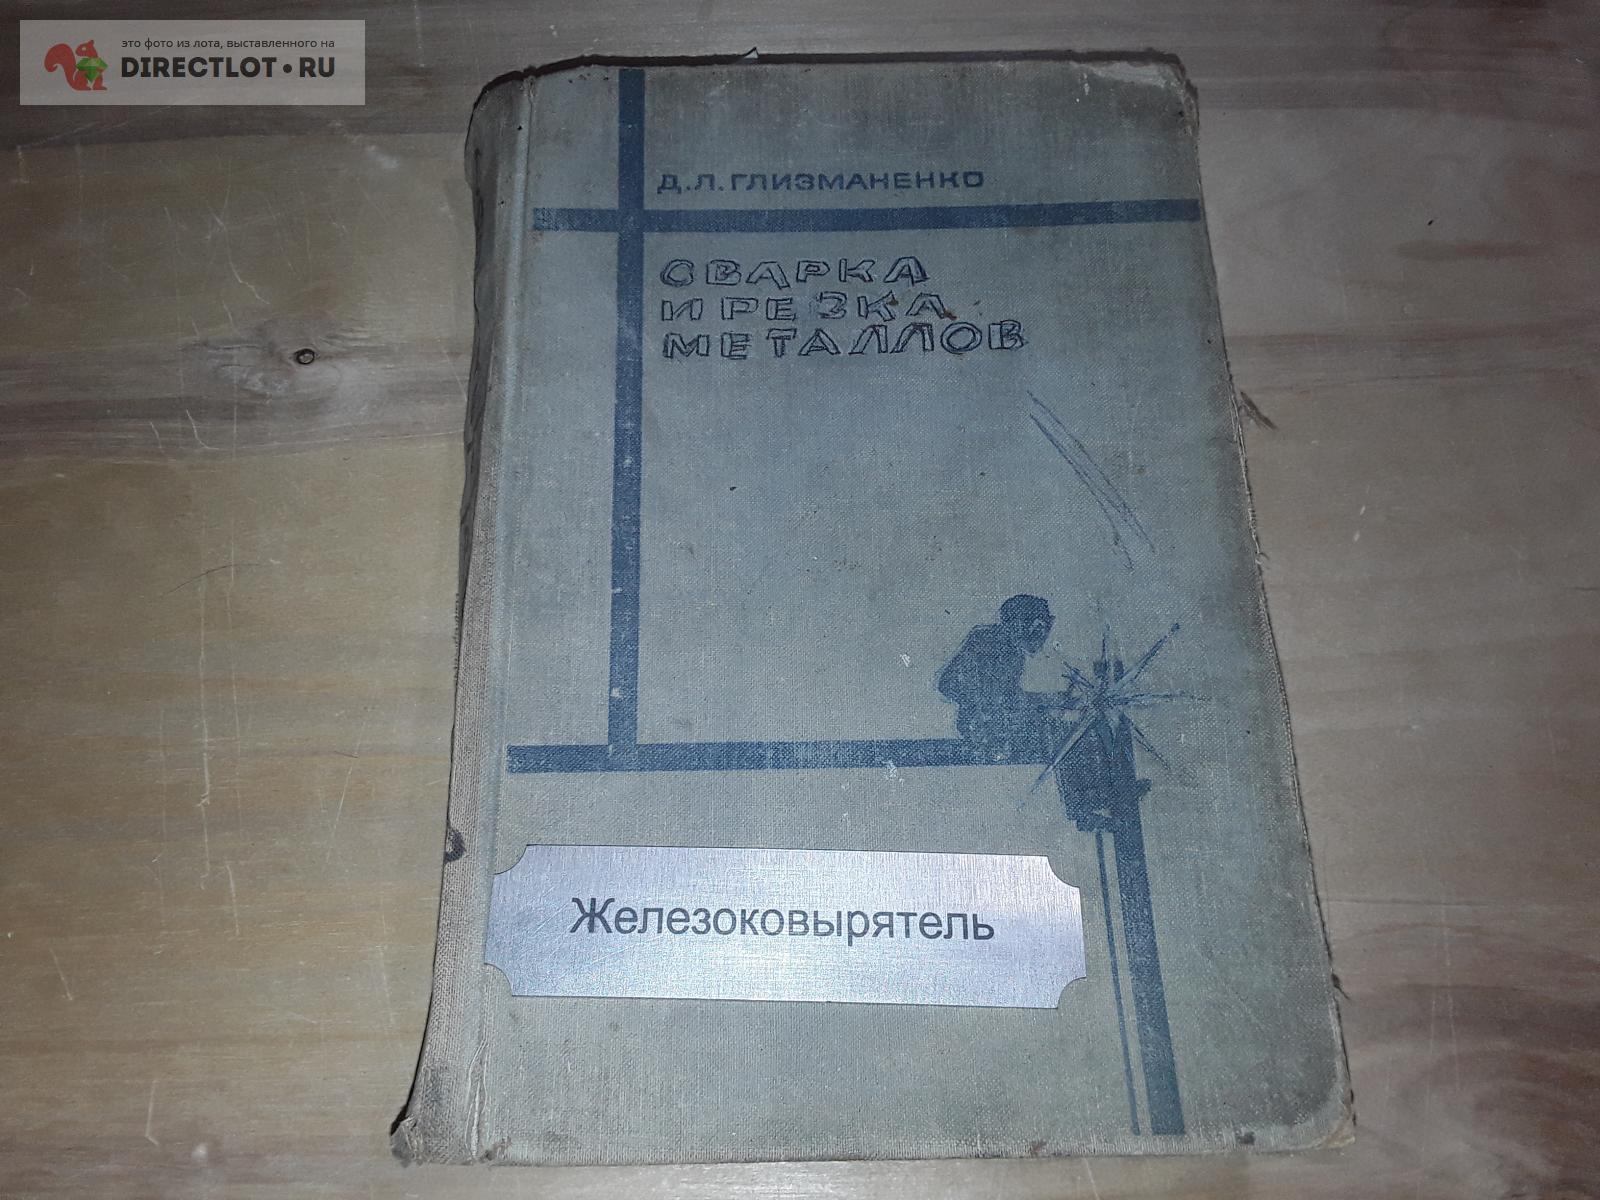 это фото из лота, выставленного на
DIRECTLOT•RU
Д.Л.ГЛИЗМАНЕНКО
СВАРКА
И РЕЗКА
МЕТАЛЛОВ
Железоковырятель